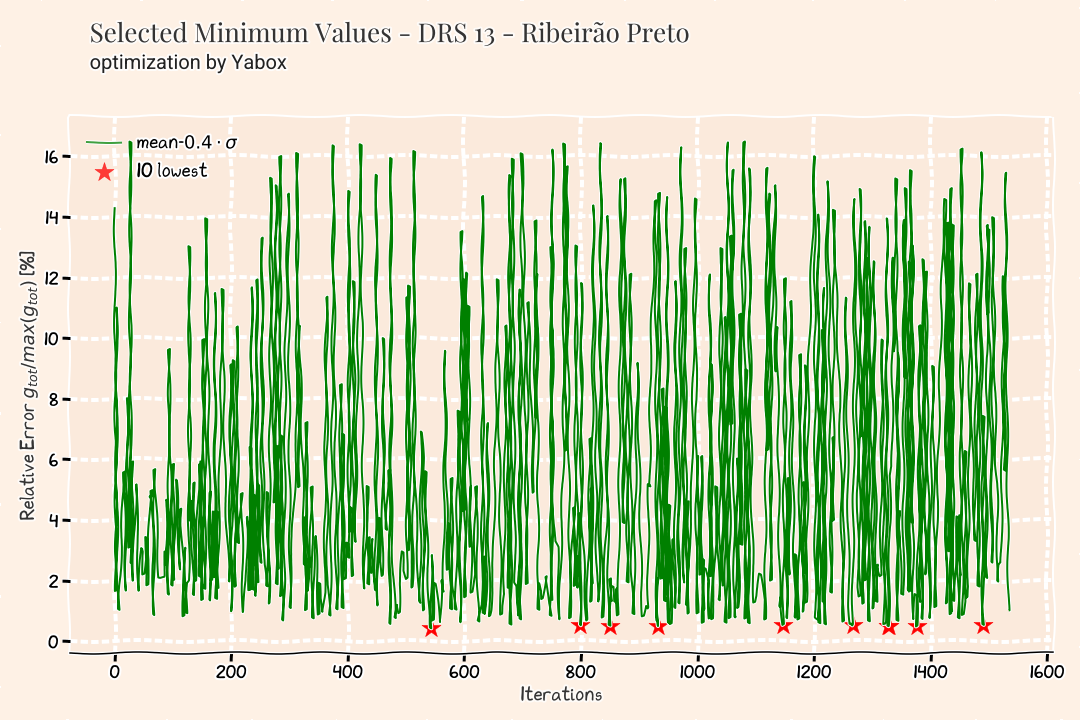 Selected Minimum Values - DRS 13 - Ribeirão Preto
optimization by Yabox
mean-0.4 · σ
10 lowest
Relative Error g_tot/max(g_tot) [%]
16
14
12
10
8
6
4
2
0
0 200 400 600 800 1000 1200 1400 1600
Iterations